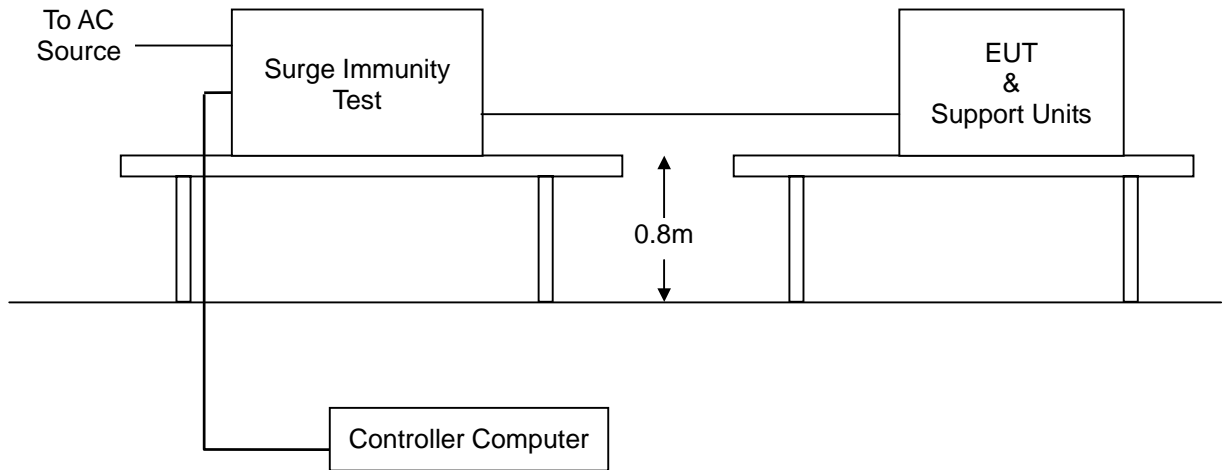 To AC
Source
Surge Immunity
Test
EUT
&
Support Units
0.8m
Controller Computer